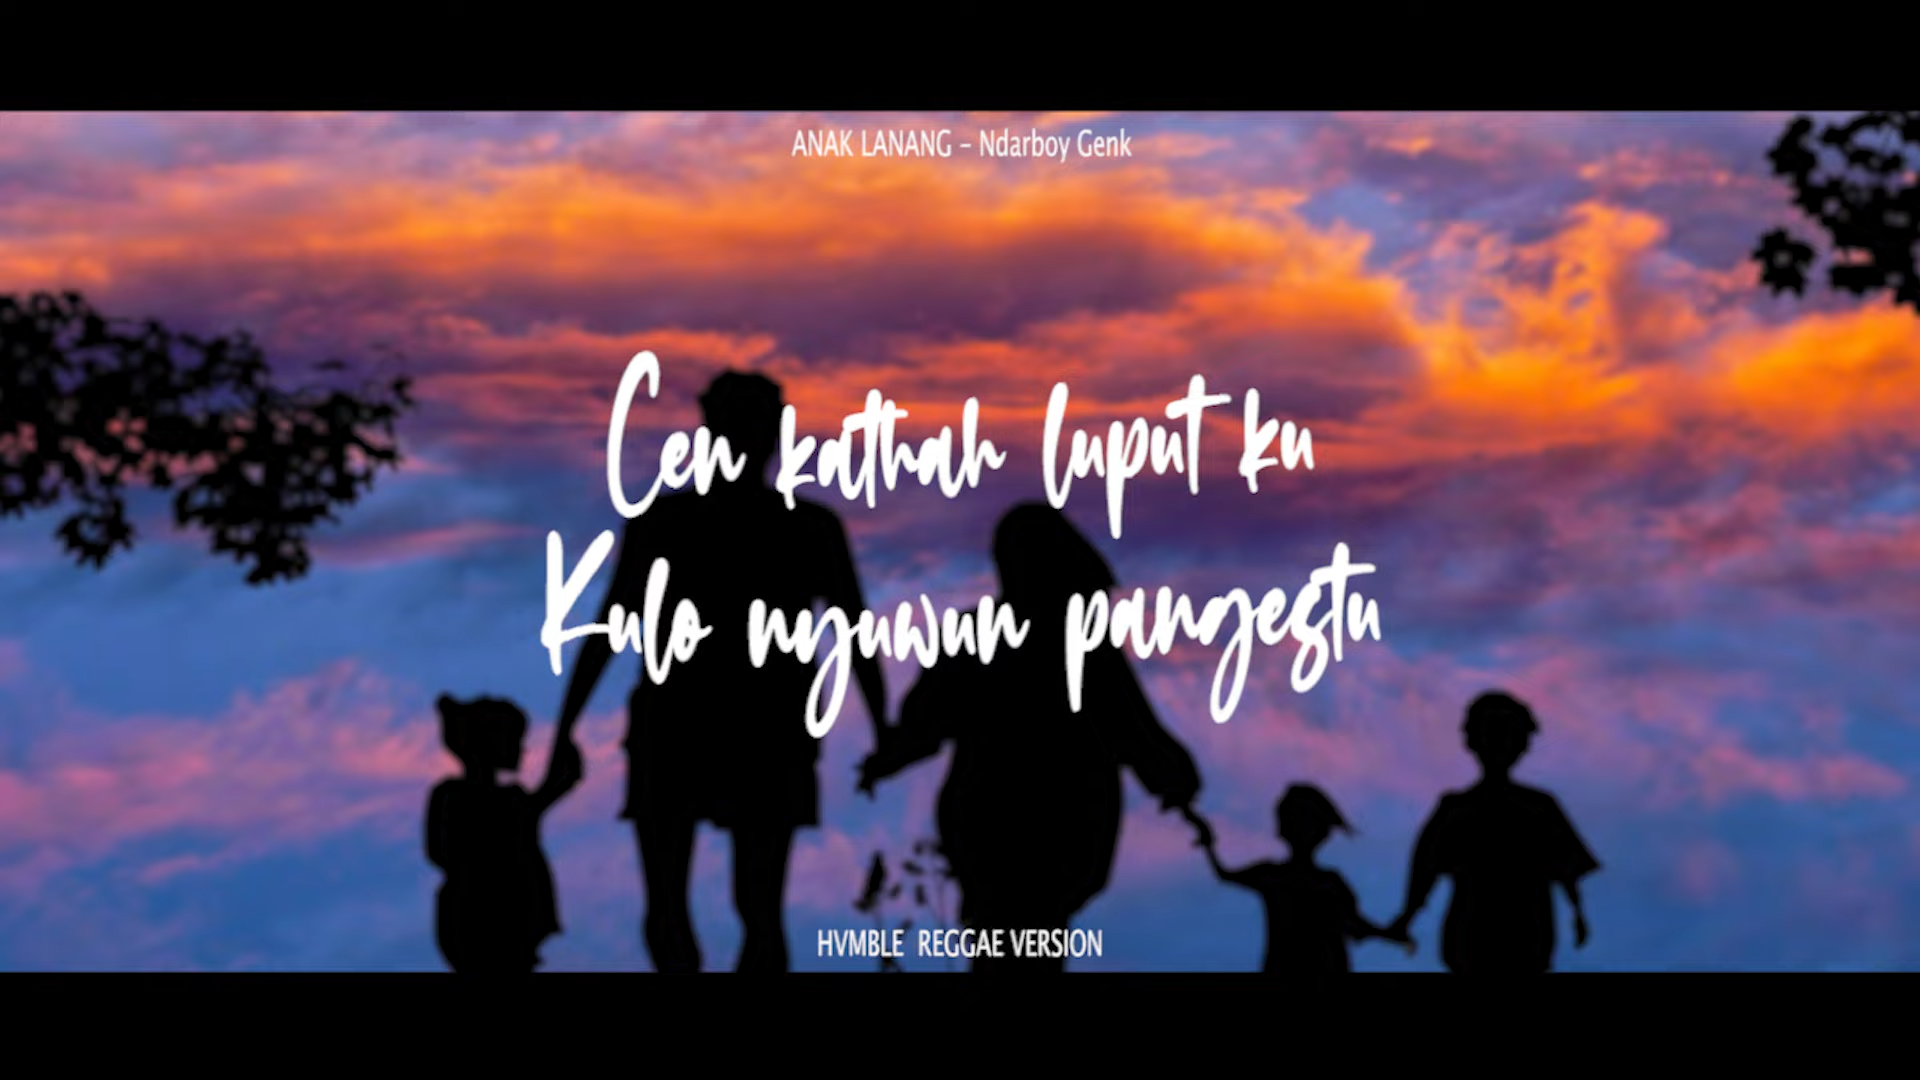 ANAK LANANG - Ndarboy Genk
Cen kathah luput ku
Kulo nyuwun pangestu
HVMBLE REGGAE VERSION